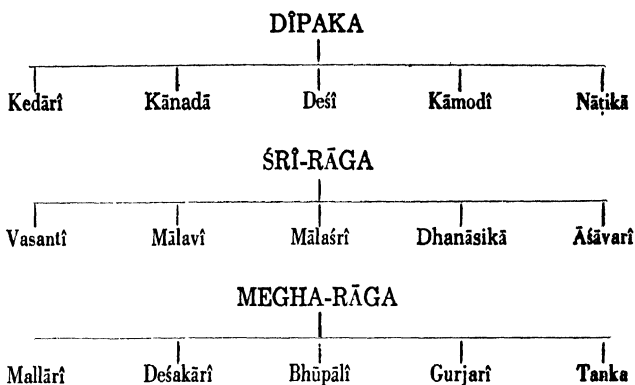 DÎPAKA
Kedārî Kānadā Deśî Kāmodî Nāṭikā
ŚRÎ-RĀGA
Vasantî Mālavî Mālaśrî Dhanāsikā Āśāvarî
MEGHA-RĀGA
Mallārî Deśakārî Bhūpālî Gurjarî Tanka